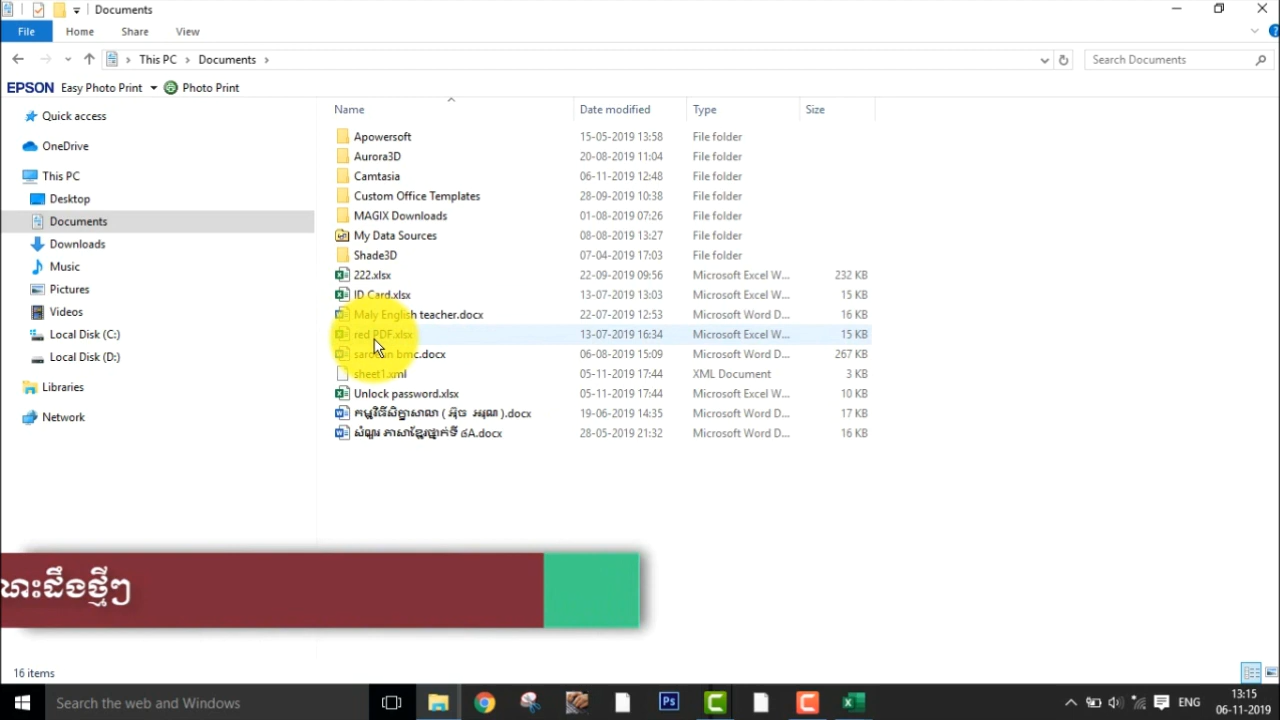 Documents
File Home Share View
This PC Documents
Search Documents
EPSON Easy Photo Print Photo Print
Name Date modified Type Size
Quick access
OneDrive
This PC
Desktop
Documents
Downloads
Music
Pictures
Videos
Local Disk (C:)
Local Disk (D:)
Libraries
Network
Apowersoft 15-05-2019 13:58 File folder
Aurora3D 20-08-2019 11:04 File folder
Camtasia 06-11-2019 12:48 File folder
Custom Office Templates 28-09-2019 10:38 File folder
MAGIX Downloads 01-08-2019 07:26 File folder
My Data Sources 08-08-2019 13:27 File folder
Shade3D 07-04-2019 17:03 File folder
222.xlsx 22-09-2019 09:56 Microsoft Excel W... 232 KB
ID Card.xlsx 13-07-2019 13:03 Microsoft Excel W... 15 KB
Maly English teacher.docx 22-07-2019 12:53 Microsoft Word D... 16 KB
red PDF.xlsx 13-07-2019 16:34 Microsoft Excel W... 15 KB
bmc.docx 06-08-2019 15:09 Microsoft Word D... 267 KB
sheet1.xml 05-11-2019 17:44 XML Document 3 KB
Unlock password.xlsx 05-11-2019 17:44 Microsoft Excel W... 10 KB
កម្មវិធីសិក្ខាសាលា ( អ៊ុច អរុណ ).docx 19-06-2019 14:35 Microsoft Word D... 17 KB
សំណួរ ភាសាខ្មែរថ្នាក់ទី ៤A.docx 28-05-2019 21:32 Microsoft Word D... 16 KB
ណះដឹងថ្មីៗ
16 items
Search the web and Windows
Ps
ENG
13:15
06-11-2019